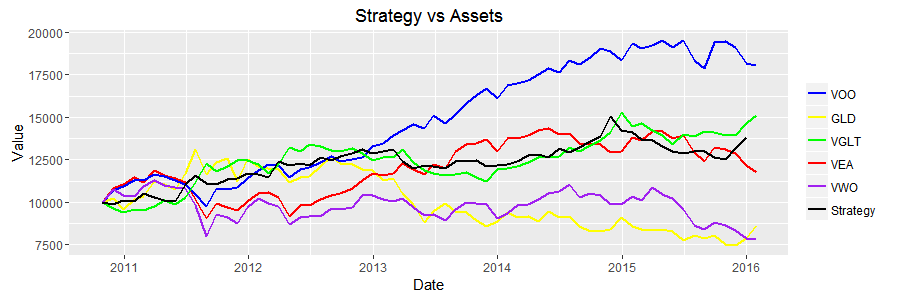 Strategy vs Assets
20000
17500
15000
12500
10000
7500
Value
2011 2012 2013 2014 2015 2016
Date
VOO
GLD
VGLT
VEA
VWO
Strategy